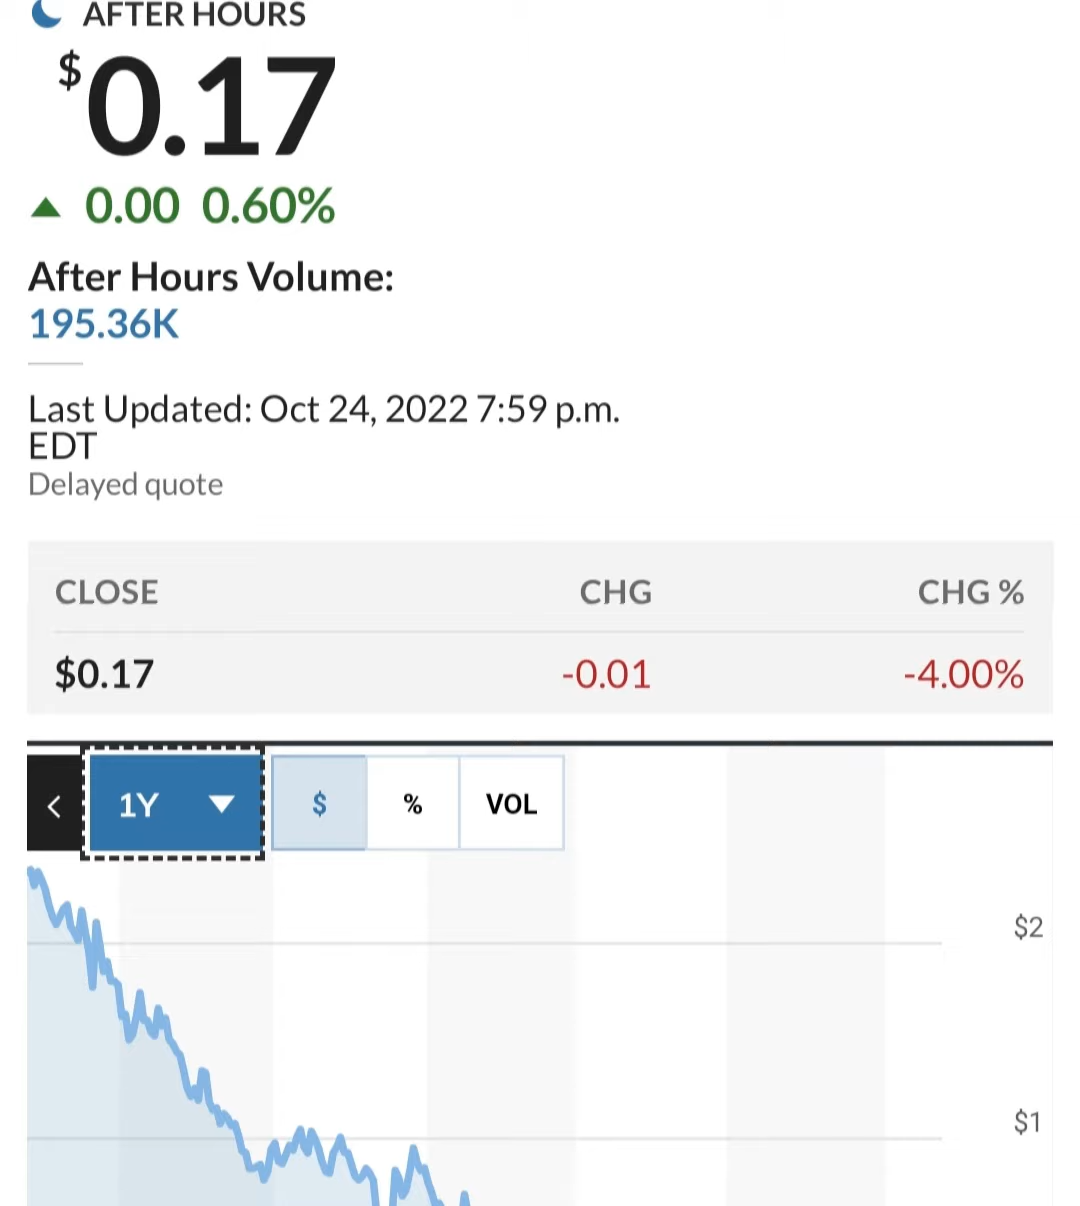 AFTER HOURS
$0.17
0.00 0.60%
After Hours Volume:
195.36K
Last Updated: Oct 24, 2022 7:59 p.m.
EDT
Delayed quote
CLOSE CHG CHG %
$0.17 -0.01 -4.00%
1Y $ % VOL
$2
$1